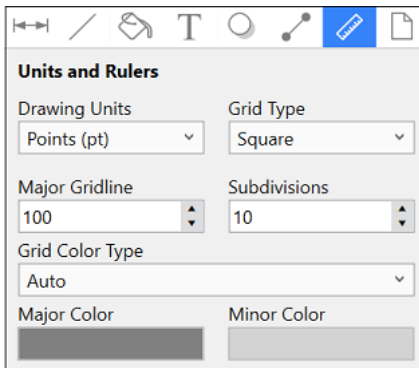 T
Units and Rulers
Drawing Units Grid Type
Points (pt) Square
Major Gridline Subdivisions
100 10
Grid Color Type
Auto
Major Color Minor Color